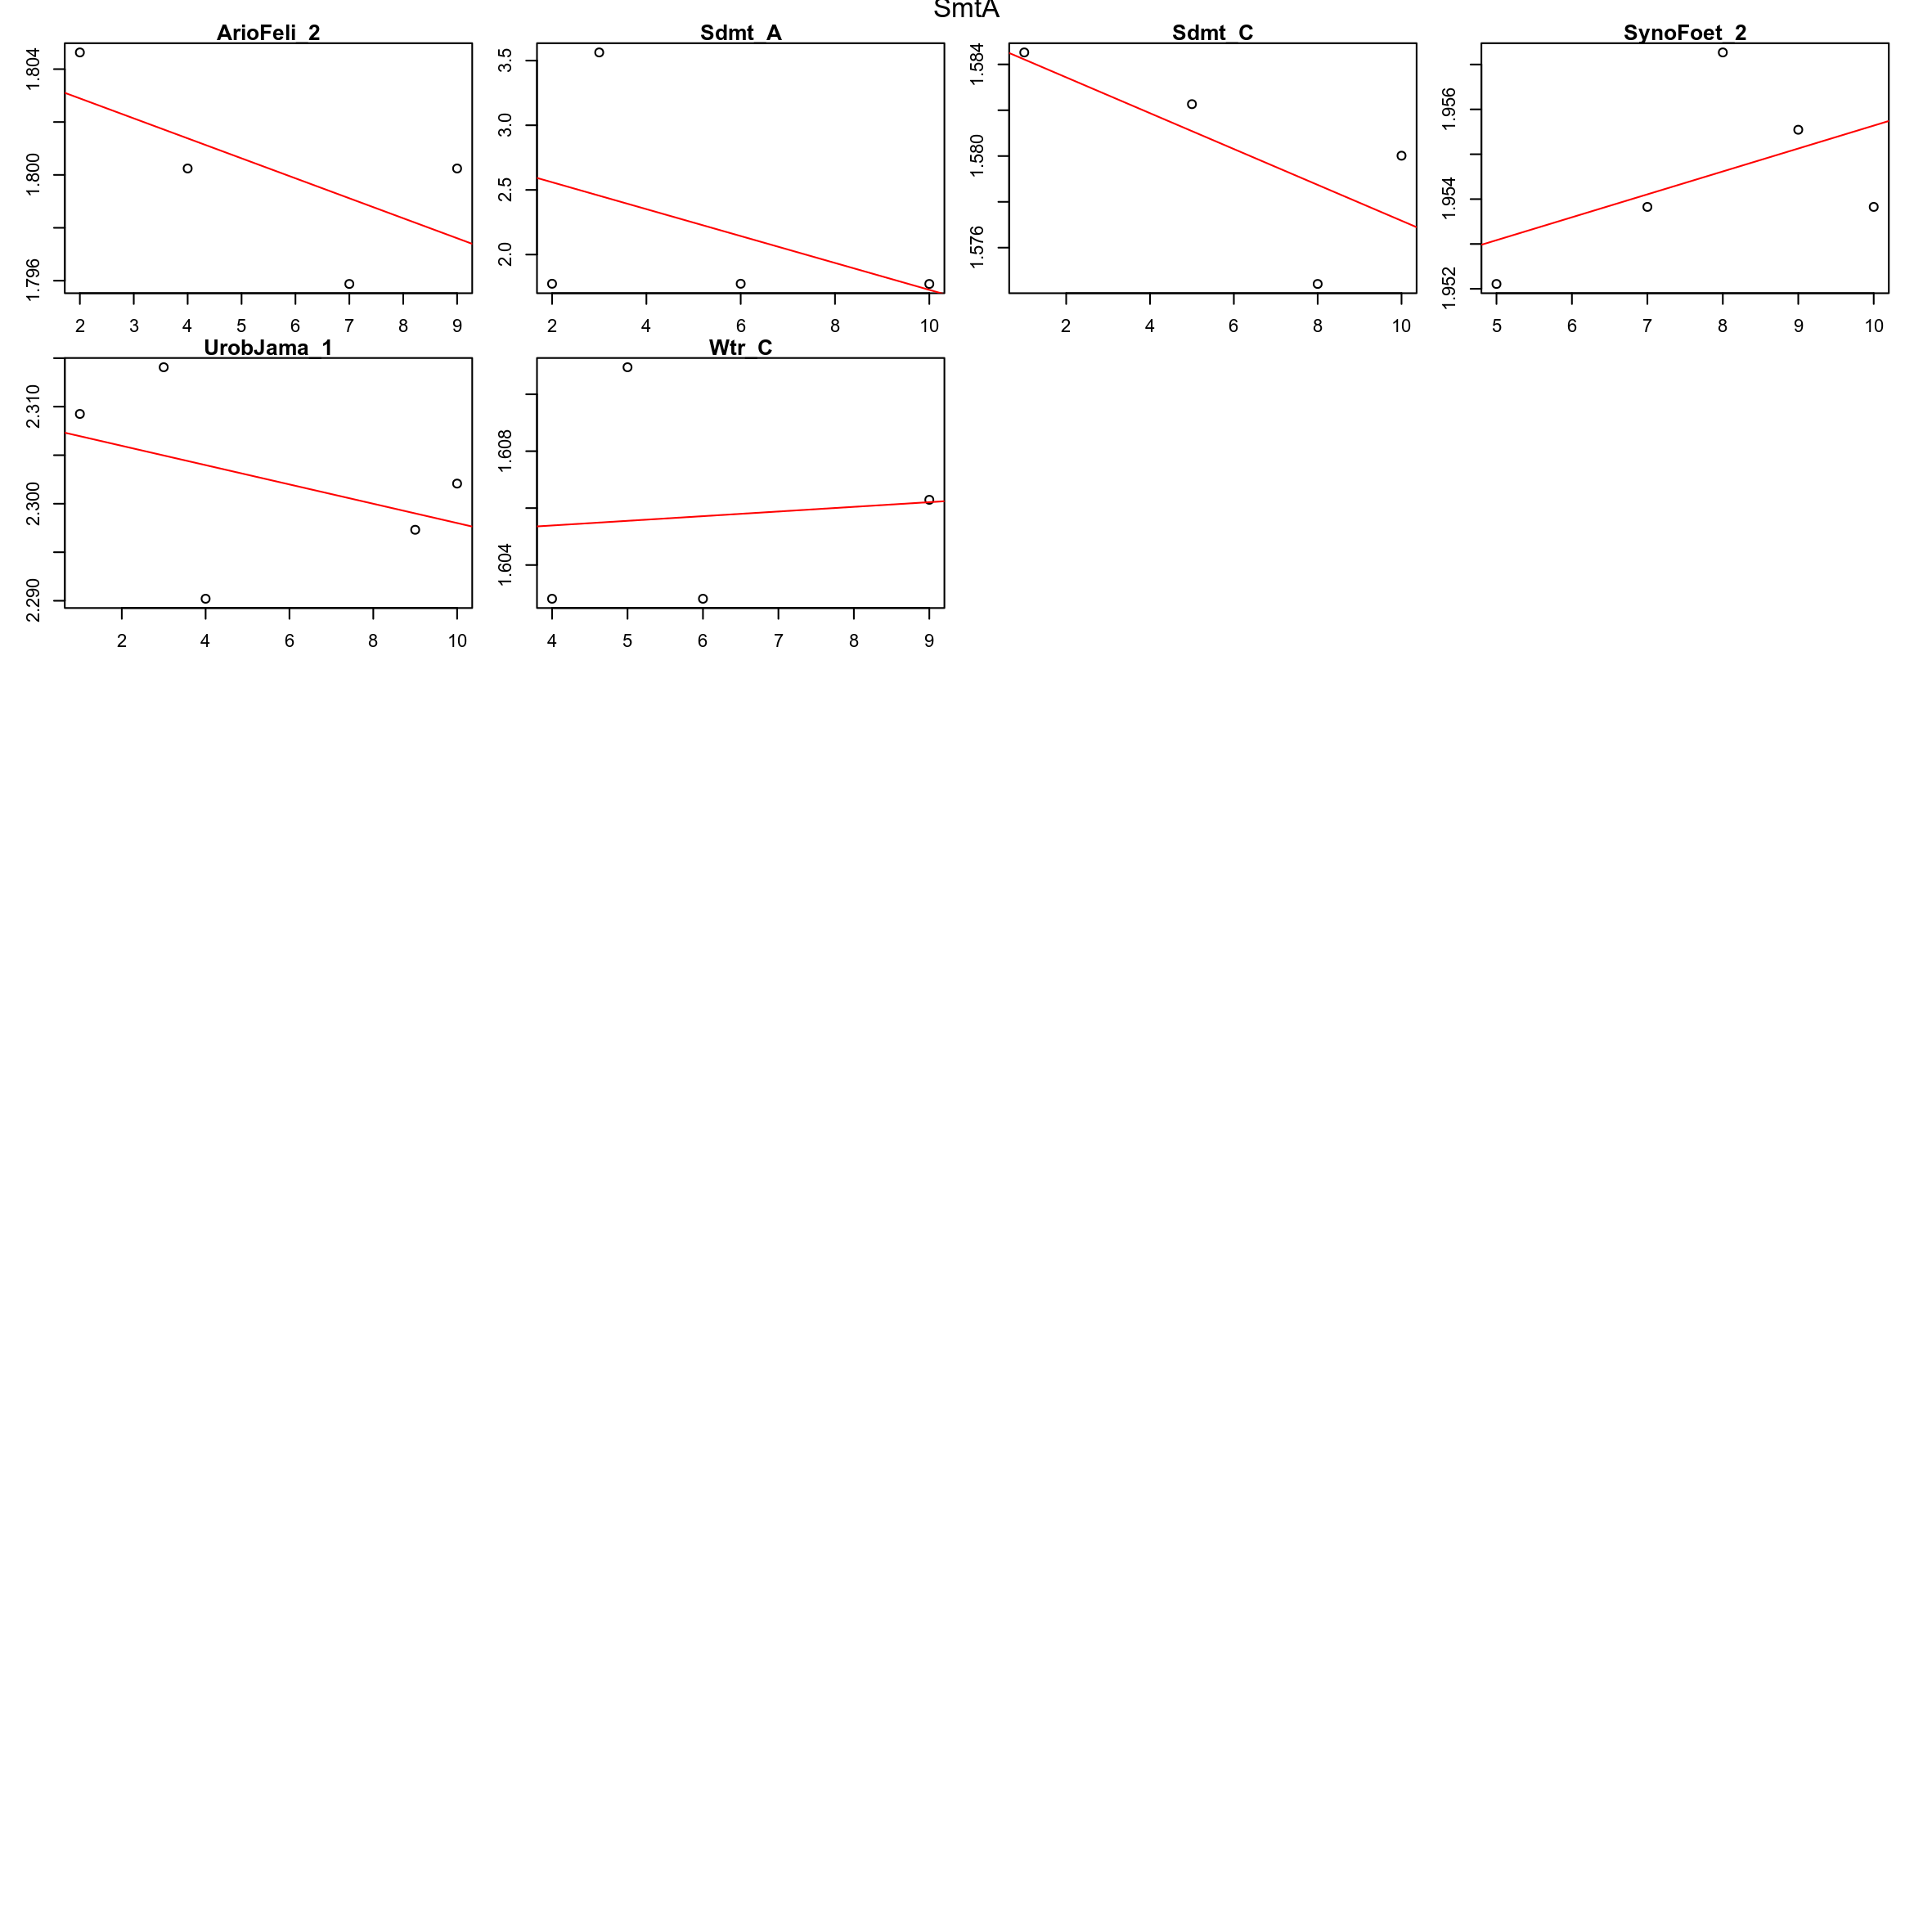 SmtA
ArioFeli_2
1.796 1.800 1.804
2 3 4 5 6 7 8 9
Sdmt_A
2.0 2.5 3.0 3.5
2 4 6 8 10
Sdmt_C
1.576 1.580 1.584
2 4 6 8 10
SynoFoet_2
1.952 1.954 1.956
5 6 7 8 9 10
UrobJama_1
2.290 2.300 2.310
2 4 6 8 10
Wtr_C
1.604 1.608
4 5 6 7 8 9